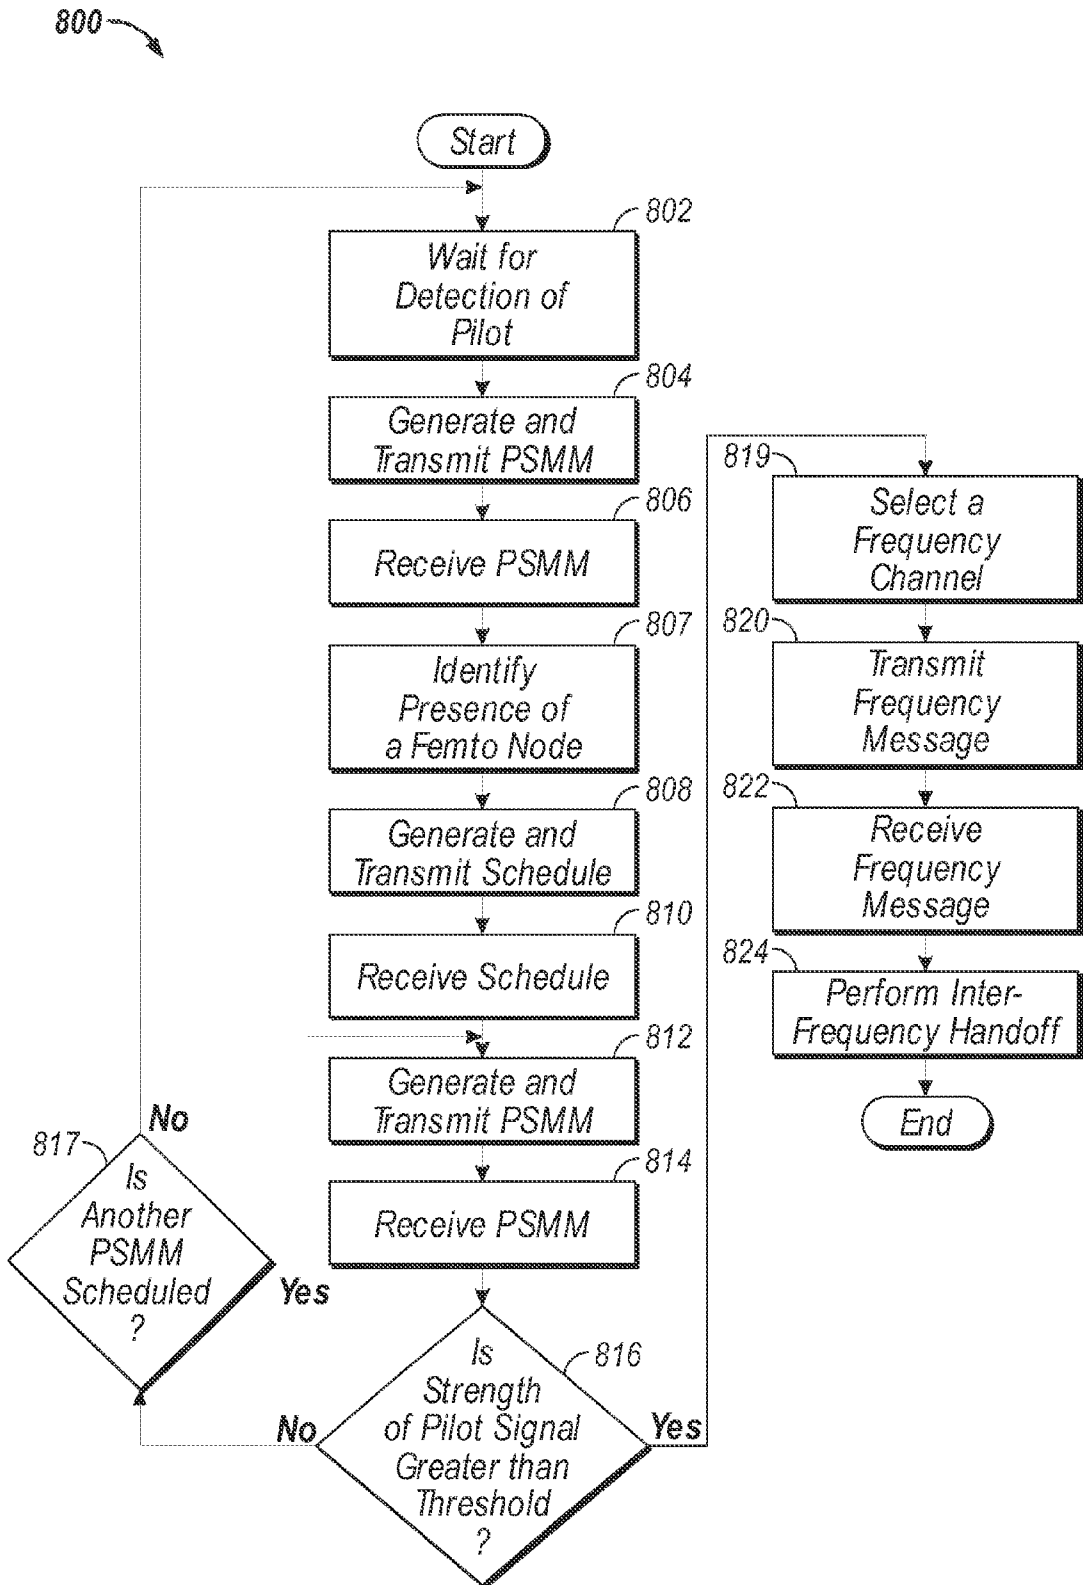 800
Start
802
Wait for
Detection of
Pilot
804
Generate and
Transmit PSMM
806
Receive PSMM
807
Identify
Presence of
a Femto Node
808
Generate and
Transmit Schedule
810
Receive Schedule
812
Generate and
Transmit PSMM
814
Receive PSMM
816
Is
Strength
of Pilot Signal
Greater than
Threshold
?
No
Yes
817
Is
Another
PSMM
Scheduled
?
No
Yes
819
Select a
Frequency
Channel
820
Transmit
Frequency
Message
822
Receive
Frequency
Message
824
Perform Inter-
Frequency Handoff
End